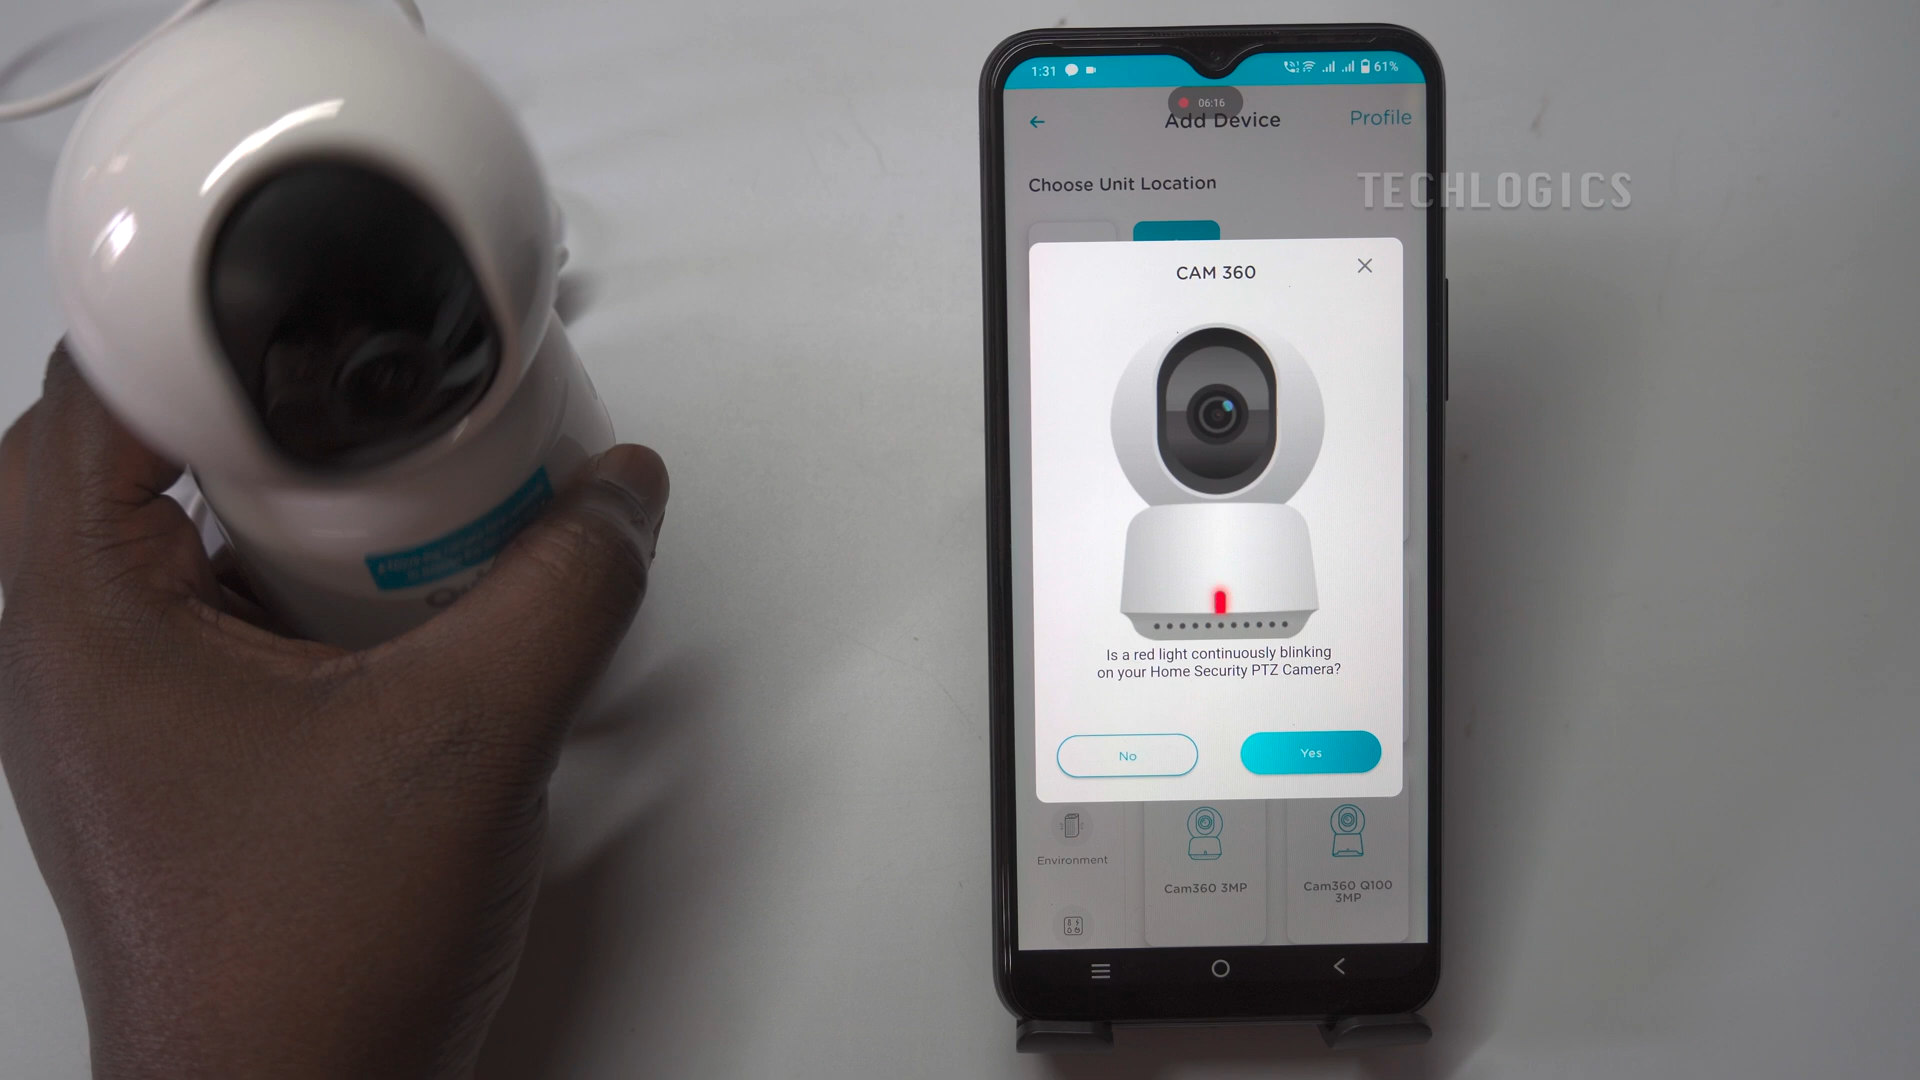 1:31
61%
06:16
Add Device
Profile
Choose Unit Location
TECHLOGICS
CAM 360
Is a red light continuously blinking
on your Home Security PTZ Camera?
No
Yes
Environment
Cam360 3MP
Cam360 Q100
3MP